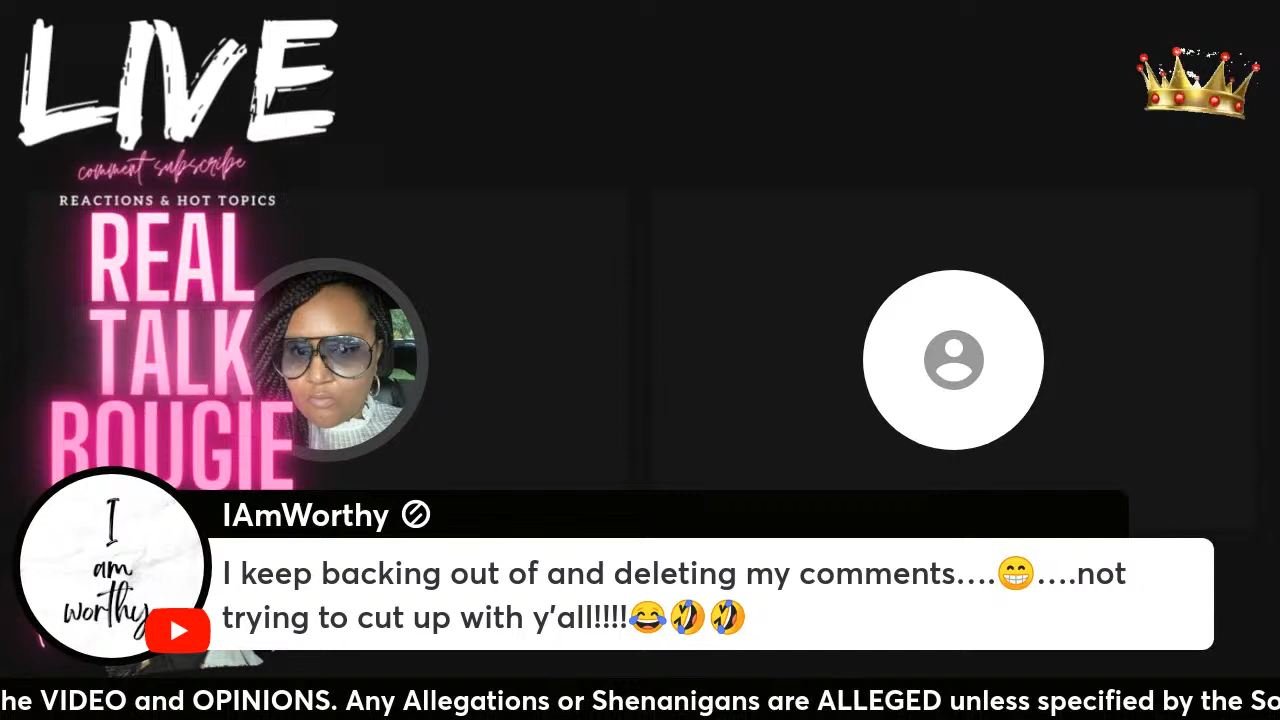 LIVE
comment subscribe
REACTIONS & HOT TOPICS
REAL
TALK
BOUGIE
IAmWorthy
I keep backing out of and deleting my comments....😁....not
trying to cut up with y'all!!!!😂🤣🤣
I
am
worthy
he VIDEO and OPINIONS. Any Allegations or Shenanigans are ALLEGED unless specified by the So